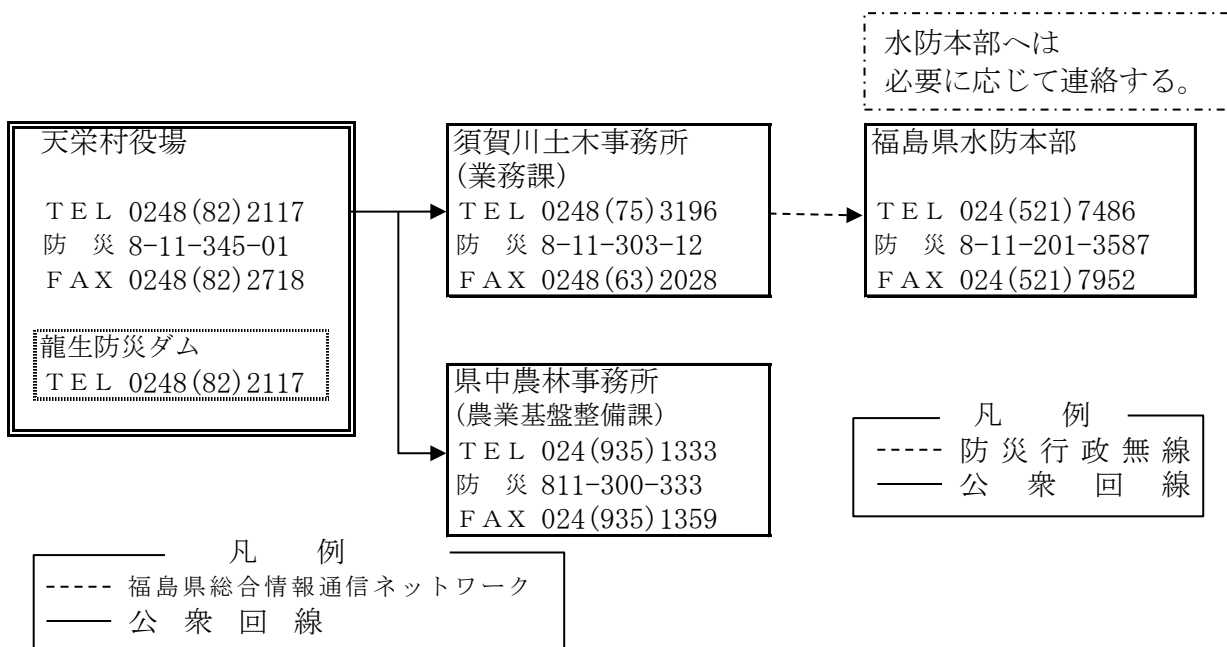 水防本部へは
必要に応じて連絡する。
天栄村役場
ＴＥＬ 0248(82)2117
防　災 8-11-345-01
ＦＡＸ 0248(82)2718
龍生防災ダム
ＴＥＬ 0248(82)2117
須賀川土木事務所
(業務課)
ＴＥＬ 0248(75)3196
防　災 8-11-303-12
ＦＡＸ 0248(63)2028
福島県水防本部
ＴＥＬ 024(521)7486
防　災 8-11-201-3587
ＦＡＸ 024(521)7952
県中農林事務所
(農業基盤整備課)
ＴＥＬ 024(935)1333
防　災 811-300-333
ＦＡＸ 024(935)1359
凡　例
防災行政無線
公衆回線
凡　例
福島県総合情報通信ネットワーク
公衆回線